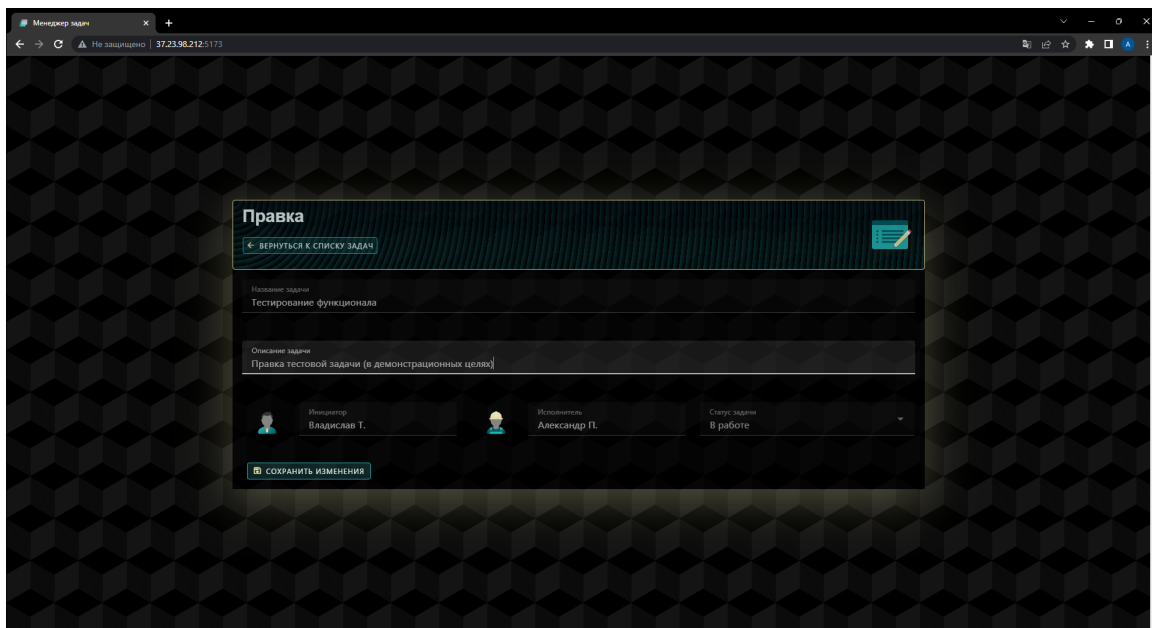 Менеджер задач
Не защищено | 37.23.98.212:5173
A
Правка
ВЕРНУТЬСЯ К СПИСКУ ЗАДАЧ
Название задачи
Тестирование функционала
Описание задачи
Правка тестовой задачи (в демонстрационных целях)
Инициатор
Владислав Т.
Исполнитель
Александр П.
Статус задачи
В работе
СОХРАНИТЬ ИЗМЕНЕНИЯ